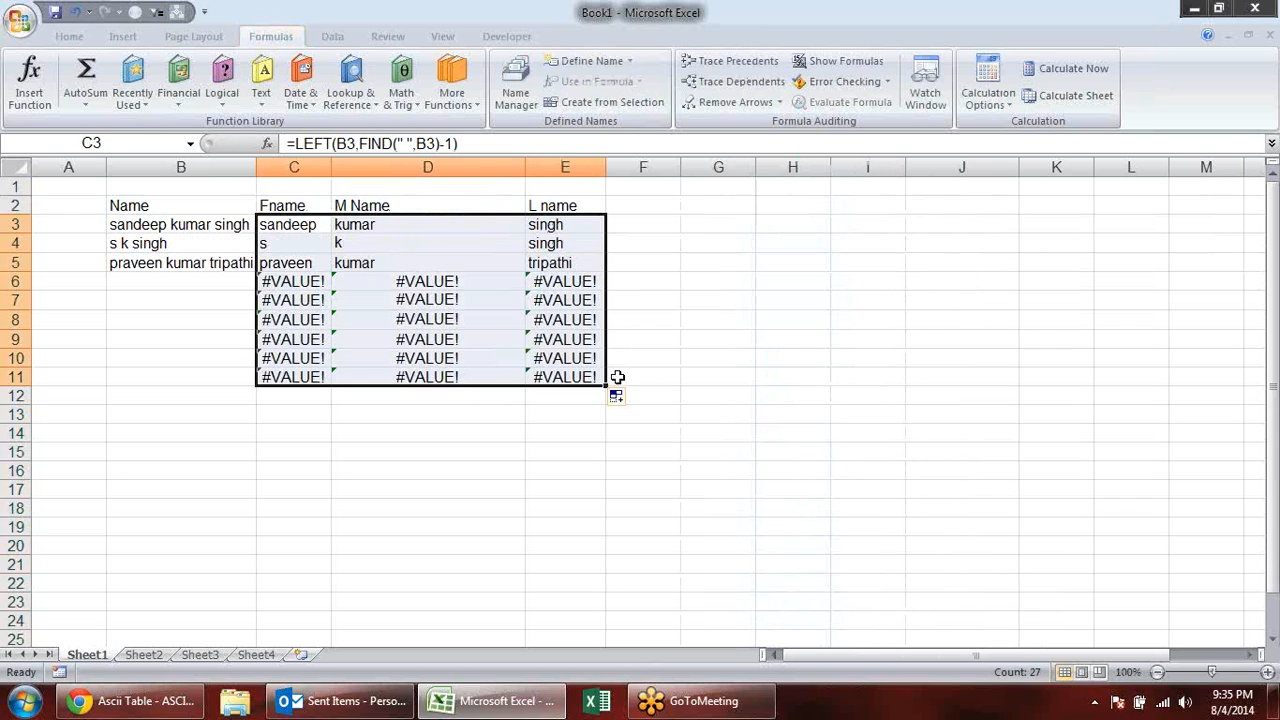 Book1 - Microsoft Excel
Home Insert Page Layout Formulas Data Review View Developer
Insert Function
AutoSum
Recently Used
Financial
Logical
Text
Date & Time
Lookup & Reference
Math & Trig
More Functions
Function Library
Name Manager
Define Name
Use in Formula
Create from Selection
Defined Names
Trace Precedents
Trace Dependents
Remove Arrows
Show Formulas
Error Checking
Evaluate Formula
Watch Window
Formula Auditing
Calculation Options
Calculate Now
Calculate Sheet
Calculation
C3 fx =LEFT(B3,FIND(" ",B3)-1)
A B C D E F G H I J K L M
1
2 Name Fname M Name L name
3 sandeep kumar singh sandeep kumar singh
4 s k singh s k singh
5 praveen kumar tripathi praveen kumar tripathi
6 #VALUE! #VALUE! #VALUE!
7 #VALUE! #VALUE! #VALUE!
8 #VALUE! #VALUE! #VALUE!
9 #VALUE! #VALUE! #VALUE!
10 #VALUE! #VALUE! #VALUE!
11 #VALUE! #VALUE! #VALUE!
12
13
14
15
16
17
18
19
20
21
22
23
24
25
Sheet1 Sheet2 Sheet3 Sheet4
Ready Count: 27 100%
Ascii Table - ASCI... Sent Items - Perso... Microsoft Excel - ... GoToMeeting 9:35 PM
8/4/2014